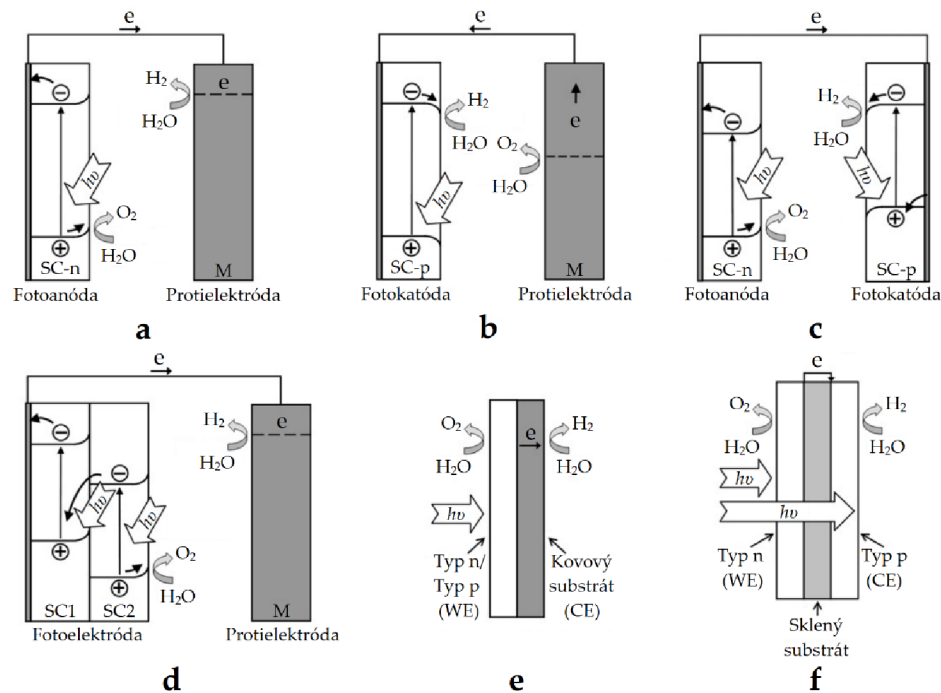 e
H₂
e
H₂O
hν
O₂
H₂O
SC-n
M
Fotoanóda
Protielektróda
a
e
H₂
H₂O
e
O₂
H₂O
hν
SC-p
M
Fotokatóda
Protielektróda
b
e
H₂
H₂O
hν
hν
O₂
H₂O
SC-n
SC-p
Fotoanóda
Fotokatóda
c
e
H₂
e
H₂O
hν
hν
O₂
H₂O
SC1
SC2
M
Fotoelektróda
Protielektróda
d
O₂
H₂O
e
H₂
H₂O
hν
Typ n/
Typ p
(WE)
Kovový
substrát
(CE)
e
e
O₂
H₂O
H₂
H₂O
hν
hν
Typ n
(WE)
Typ p
(CE)
Sklený
substrát
f